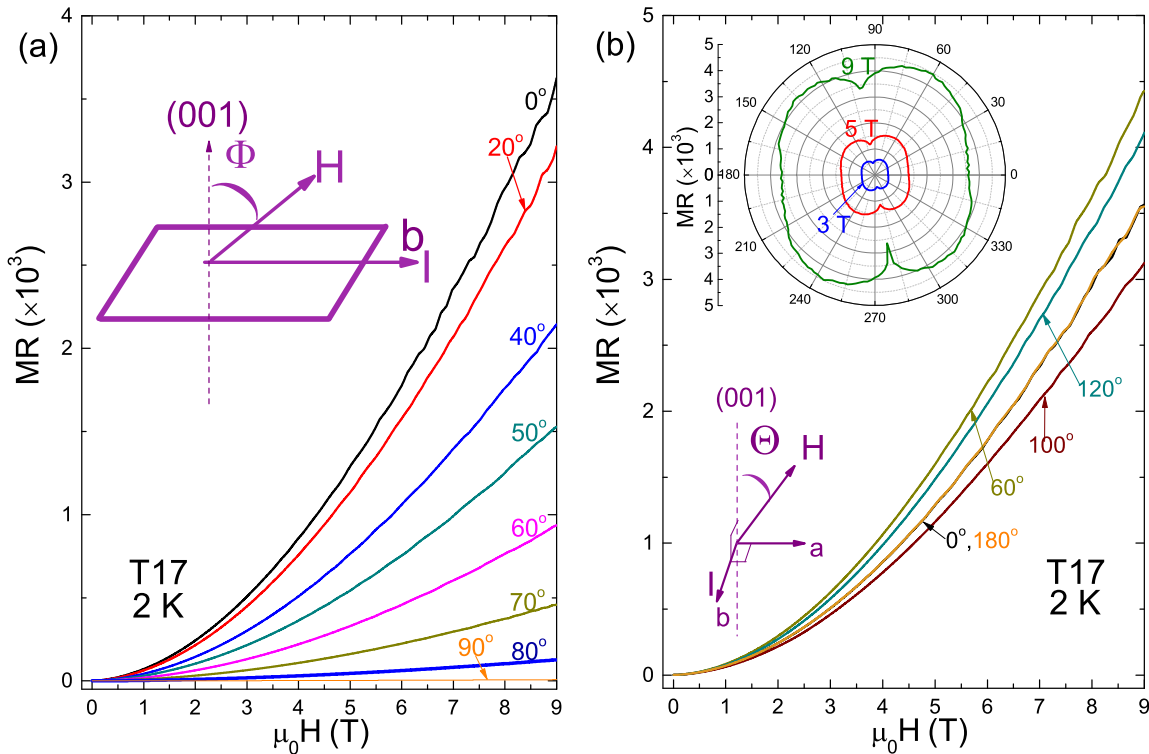 (a)
4
3
2
1
0
MR (×10³)
(001)
Φ
H
b
I
0°
20°
40°
50°
60°
70°
80°
90°
T17
2 K
0 1 2 3 4 5 6 7 8 9
μ₀H (T)
(b)
5
4
3
2
1
0
MR (×10³)
5
4
3
2
1
0
1
2
3
4
5
MR (×10³)
90
60
30
0
330
300
270
240
210
180
150
120
9 T
5 T
3 T
(001)
Θ
H
a
I
b
120°
100°
60°
0°,180°
T17
2 K
0 1 2 3 4 5 6 7 8 9
μ₀H (T)